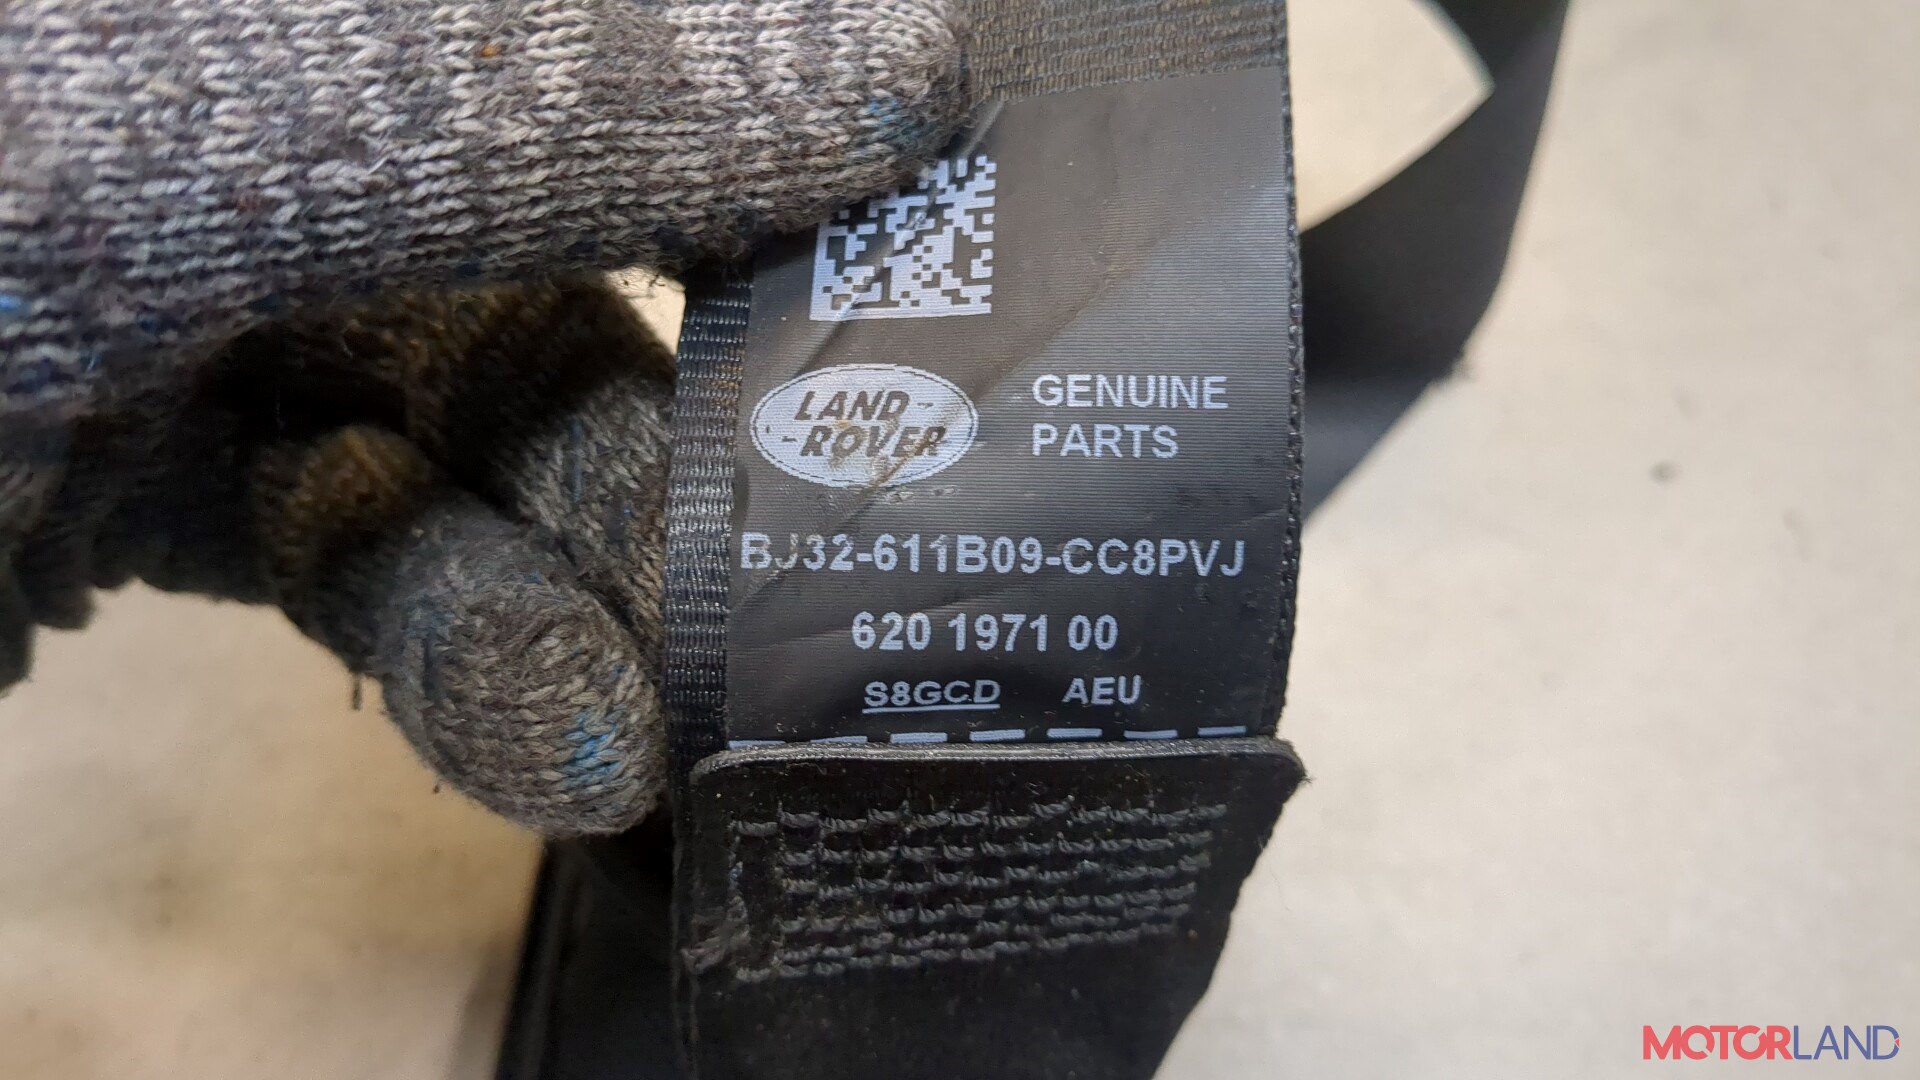 LAND-
-ROVER
GENUINE
PARTS
BJ32-611B09-CC8PVJ
620 1971 00
S8GCD AEU
MOTORLAND